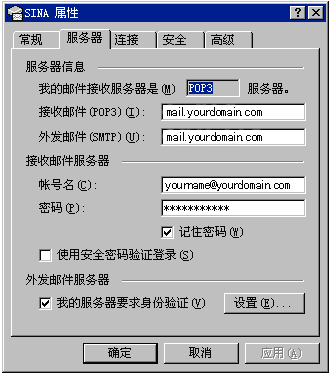 SINA 属性
常规 服务器 连接 安全 高级
服务器信息
我的邮件接收服务器是(M) POP3 服务器。
接收邮件(POP3)(I): mail.yourdomain.com
外发邮件(SMTP)(U): mail.yourdomain.com
接收邮件服务器
帐号名(C): yourname@yourdomain.com
密码(P): ***********
记住密码(W)
使用安全密码验证登录(S)
外发邮件服务器
我的服务器要求身份验证(V) 设置(E)...
确定 取消 应用(A)